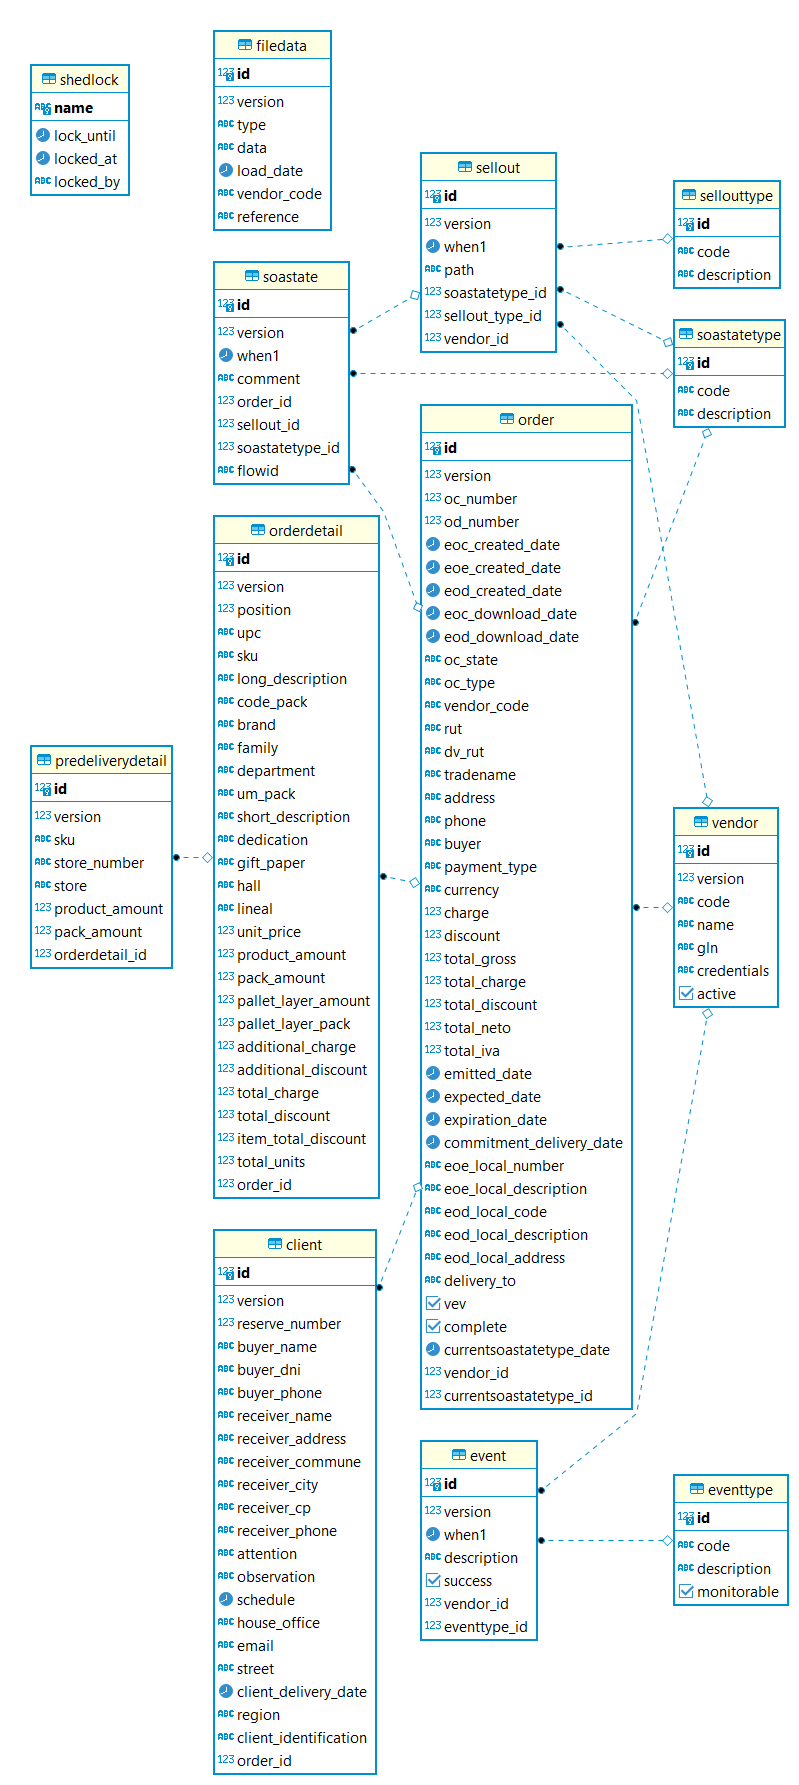 filedata
123 id
123 version
ABC type
ABC data
load_date
ABC vendor_code
ABC reference
shedlock
ABC name
lock_until
locked_at
ABC locked_by
sellout
123 id
123 version
when1
ABC path
123 soastatetype_id
123 sellout_type_id
123 vendor_id
sellouttype
123 id
ABC code
ABC description
soastate
123 id
123 version
when1
ABC comment
123 order_id
123 sellout_id
123 soastatetype_id
ABC flowid
soastatetype
123 id
ABC code
ABC description
order
123 id
123 version
123 oc_number
123 od_number
eoc_created_date
eoe_created_date
eod_created_date
eoc_download_date
eod_download_date
ABC oc_state
ABC oc_type
ABC vendor_code
ABC rut
ABC dv_rut
ABC tradename
ABC address
ABC phone
ABC buyer
ABC payment_type
ABC currency
123 charge
123 discount
123 total_gross
123 total_charge
123 total_discount
123 total_neto
123 total_iva
emitted_date
expected_date
expiration_date
commitment_delivery_date
ABC eoe_local_number
ABC eoe_local_description
ABC eod_local_code
ABC eod_local_description
ABC eod_local_address
ABC delivery_to
vev
complete
currentsoastatetype_date
123 vendor_id
123 currentsoastatetype_id
orderdetail
123 id
123 version
123 position
ABC upc
ABC sku
ABC long_description
ABC code_pack
ABC brand
ABC family
ABC department
ABC um_pack
ABC short_description
ABC dedication
ABC gift_paper
ABC hall
ABC lineal
123 unit_price
123 product_amount
123 pack_amount
123 pallet_layer_amount
123 pallet_layer_pack
123 additional_charge
123 additional_discount
123 total_charge
123 total_discount
123 item_total_discount
123 total_units
123 order_id
predeliverydetail
123 id
123 version
ABC sku
ABC store_number
ABC store
123 product_amount
123 pack_amount
123 orderdetail_id
vendor
123 id
123 version
ABC code
ABC name
ABC gln
ABC credentials
active
client
123 id
123 version
123 reserve_number
ABC buyer_name
ABC buyer_dni
ABC buyer_phone
ABC receiver_name
ABC receiver_address
ABC receiver_commune
ABC receiver_city
ABC receiver_cp
ABC receiver_phone
ABC attention
ABC observation
schedule
ABC house_office
ABC email
ABC street
client_delivery_date
ABC region
ABC client_identification
123 order_id
event
123 id
123 version
when1
ABC description
success
123 vendor_id
123 eventtype_id
eventtype
123 id
ABC code
ABC description
monitorable